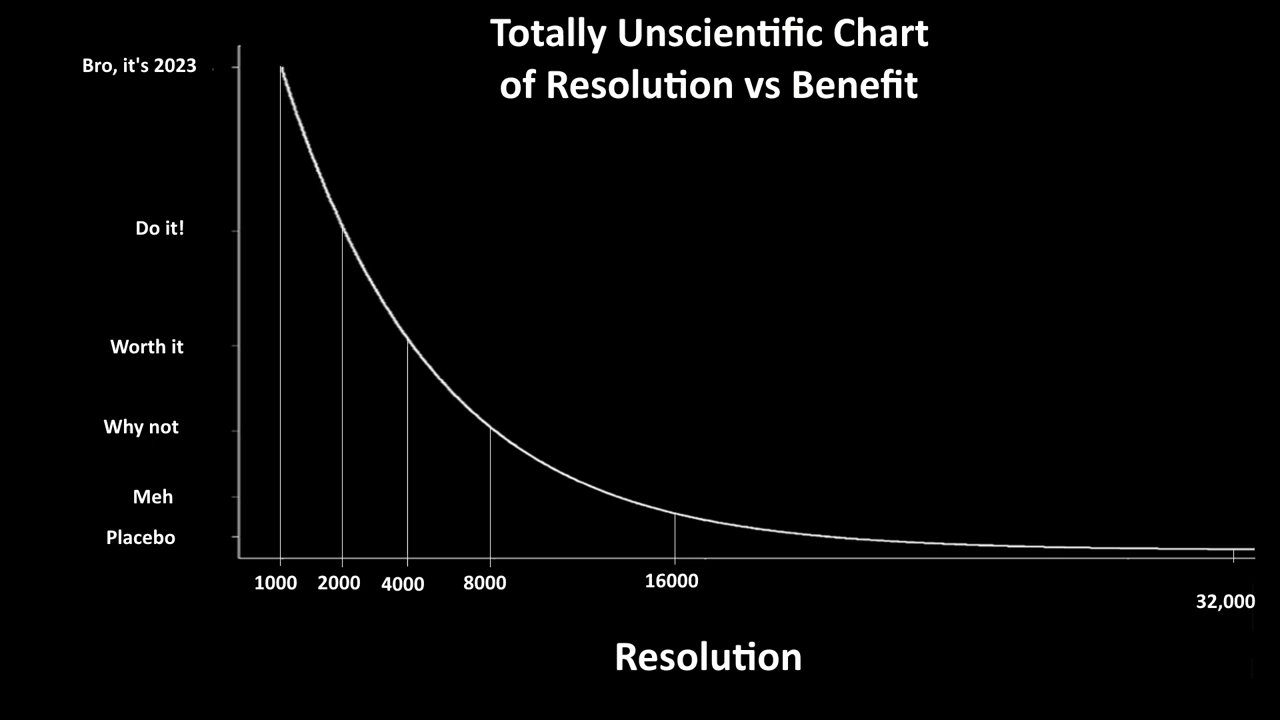 Totally Unscientific Chart
of Resolution vs Benefit
Bro, it's 2023
Do it!
Worth it
Why not
Meh
Placebo
1000 2000 4000 8000 16000 32,000
Resolution